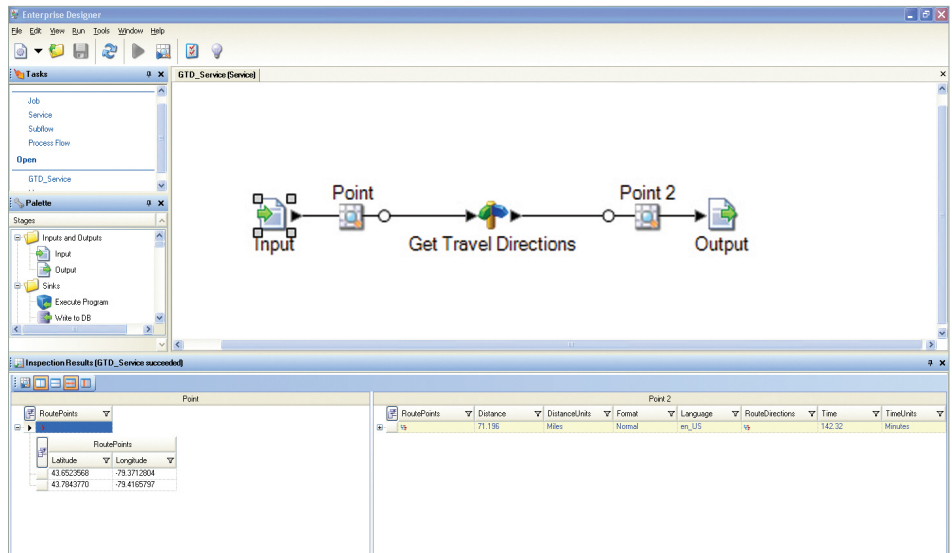 Enterprise Designer
File Edit View Run Tools Window Help
Tasks
GTD_Service (Service)
Job
Service
Subflow
Process Flow
Open
GTD_Service
Palette
Stages
Inputs and Outputs
Input
Output
Sinks
Execute Program
Write to DB
Point
Point 2
Input
Get Travel Directions
Output
Inspection Results (GTD_Service succeeded)
Point
Point 2
RoutePoints
RoutePoints Distance DistanceUnits Format Language RouteDirections Time TimeUnits
71.196 Miles Normal en_US 142.32 Minutes
RoutePoints
Latitude Longitude
43.6523568 -79.3712804
43.7843770 -79.4165797